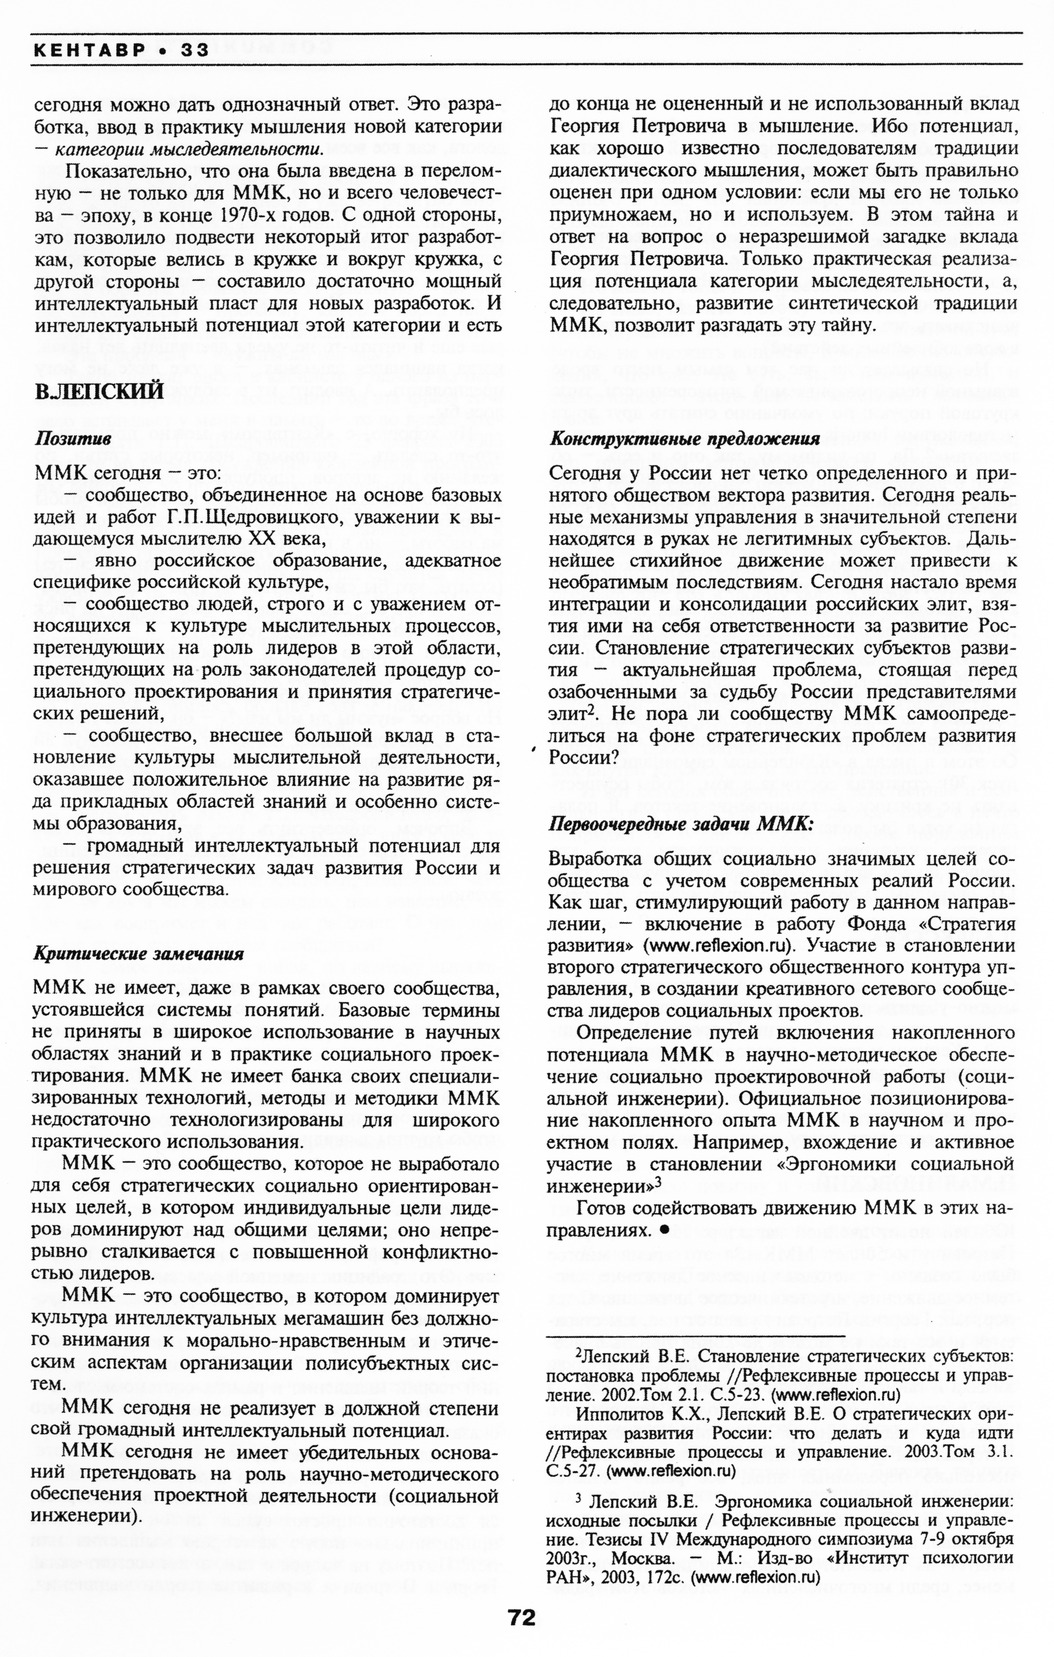 КЕНТАВР • 33
сегодня можно дать однозначный ответ. Это разра-
ботка, ввод в практику мышления новой категории
— категории мыследеятельности.
Показательно, что она была введена в перелом-
ную — не только для ММК, но и всего человечест-
ва — эпоху, в конце 1970-х годов. С одной стороны,
это позволило подвести некоторый итог разработ-
кам, которые велись в кружке и вокруг кружка, с
другой стороны — составило достаточно мощный
интеллектуальный пласт для новых разработок. И
интеллектуальный потенциал этой категории и есть
до конца не оцененный и не использованный вклад
Георгия Петровича в мышление. Ибо потенциал,
как хорошо известно последователям традиции
диалектического мышления, может быть правильно
оценен при одном условии: если мы его не только
приумножаем, но и используем. В этом тайна и
ответ на вопрос о неразрешимой загадке вклада
Георгия Петровича. Только практическая реализа-
ция потенциала категории мыследеятельности, а,
следовательно, развитие синтетической традиции
ММК, позволит разгадать эту тайну.
В.ЛЕПСКИЙ
Позитив
ММК сегодня — это:
— сообщество, объединенное на основе базовых
идей и работ Г.П.Щедровицкого, уважении к вы-
дающемуся мыслителю XX века,
— явно российское образование, адекватное
специфике российской культуре,
— сообщество людей, строго и с уважением от-
носящихся к культуре мыслительных процессов,
претендующих на роль лидеров в этой области,
претендующих на роль законодателей процедур со-
циального проектирования и принятия стратегиче-
ских решений,
— сообщество, внесшее большой вклад в ста-
новление культуры мыслительной деятельности,
оказавшее положительное влияние на развитие ря-
да прикладных областей знаний и особенно систе-
мы образования,
— громадный интеллектуальный потенциал для
решения стратегических задач развития России и
мирового сообщества.
Критические замечания
ММК не имеет, даже в рамках своего сообщества,
устоявшейся системы понятий. Базовые термины
не приняты в широкое использование в научных
областях знаний и в практике социального проек-
тирования. ММК не имеет банка своих специали-
зированных технологий, методы и методики ММК
недостаточно технологизированы для широкого
практического использования.
ММК — это сообщество, которое не выработало
для себя стратегических социально ориентирован-
ных целей, в котором индивидуальные цели лиде-
ров доминируют над общими целями; оно непре-
рывно сталкивается с повышенной конфликтно-
стью лидеров.
ММК — это сообщество, в котором доминирует
культура интеллектуальных мегамашин без должно-
го внимания к морально-нравственным и этиче-
ским аспектам организации полисубъектных сис-
тем.
ММК сегодня не реализует в должной степени
свой громадный интеллектуальный потенциал.
ММК сегодня не имеет убедительных основа-
ний претендовать на роль научно-методического
обеспечения проектной деятельности (социальной
инженерии).
Конструктивные предложения
Сегодня у России нет четко определенного и при-
нятого обществом вектора развития. Сегодня реаль-
ные механизмы управления в значительной степени
находятся в руках не легитимных субъектов. Даль-
нейшее стихийное движение может привести к
необратимым последствиям. Сегодня настало время
интеграции и консолидации российских элит, взя-
тия ими на себя ответственности за развитие Рос-
сии. Становление стратегических субъектов разви-
тия — актуальнейшая проблема, стоящая перед
озабоченными за судьбу России представителями
элит². Не пора ли сообществу ММК самоопреде-
литься на фоне стратегических проблем развития
России?
Первоочередные задачи ММК:
Выработка общих социально значимых целей со-
общества с учетом современных реалий России.
Как шаг, стимулирующий работу в данном направ-
лении, — включение в работу Фонда «Стратегия
развития» (www.reflexion.ru). Участие в становлении
второго стратегического общественного контура уп-
равления, в создании креативного сетевого сообще-
ства лидеров социальных проектов.
Определение путей включения накопленного
потенциала ММК в научно-методическое обеспе-
чение социально проектировочной работы (соци-
альной инженерии). Официальное позиционирова-
ние накопленного опыта ММК в научном и про-
ектном полях. Например, вхождение и активное
участие в становлении «Эргономики социальной
инженерии»³
Готов содействовать движению ММК в этих на-
правлениях. •
²Лепский В.Е. Становление стратегических субъектов:
постановка проблемы //Рефлексивные процессы и управ-
ление. 2002.Том 2.1. С.5-23. (www.reflexion.ru)
Ипполитов К.Х., Лепский В.Е. О стратегических ори-
ентирах развития России: что делать и куда идти
//Рефлексивные процессы и управление. 2003.Том 3.1.
С.5-27. (www.reflexion.ru)
³ Лепский В.Е. Эргономика социальной инженерии:
исходные посылки / Рефлексивные процессы и управле-
ние. Тезисы IV Международного симпозиума 7-9 октября
2003г., Москва. — М.: Изд-во «Институт психологии
РАН», 2003, 172с. (www.reflexion.ru)
72